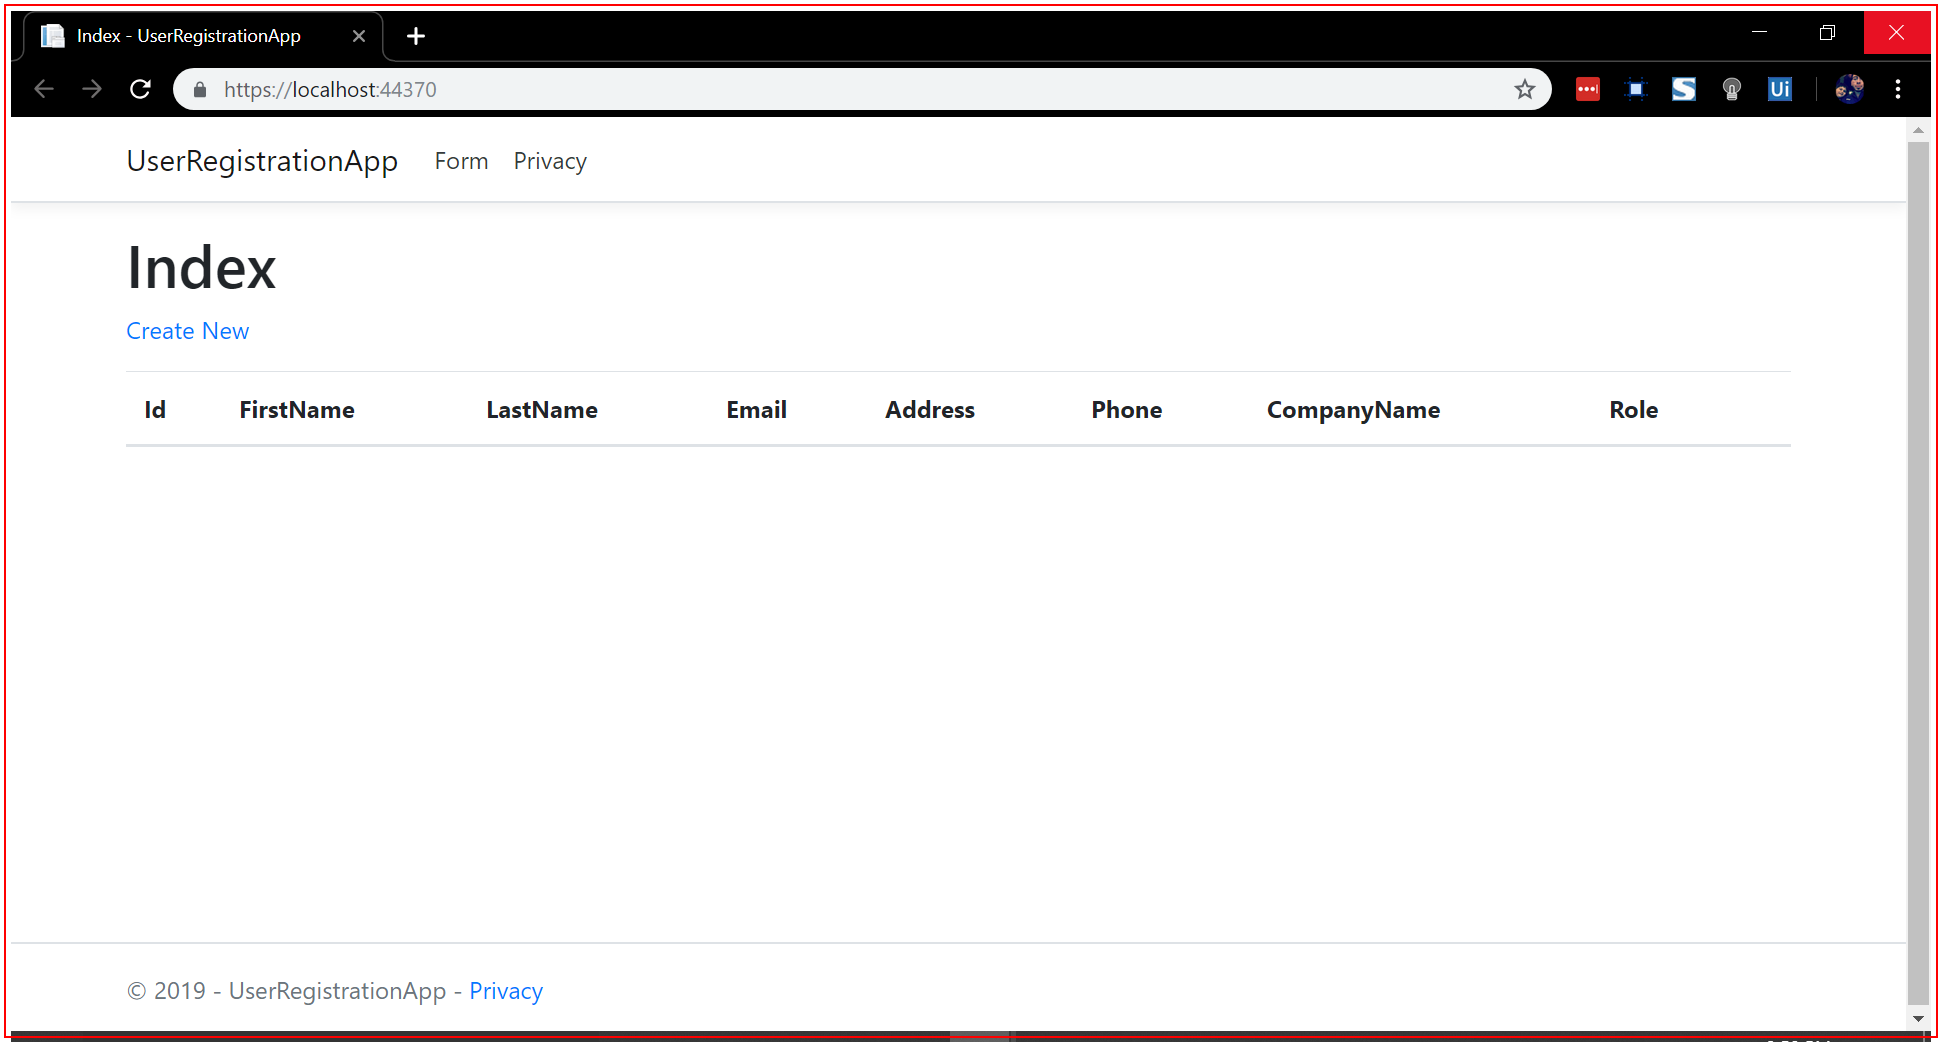 Index - UserRegistrationApp
https://localhost:44370
Ui
UserRegistrationApp Form Privacy
Index
Create New
Id FirstName LastName Email Address Phone CompanyName Role
© 2019 - UserRegistrationApp - Privacy